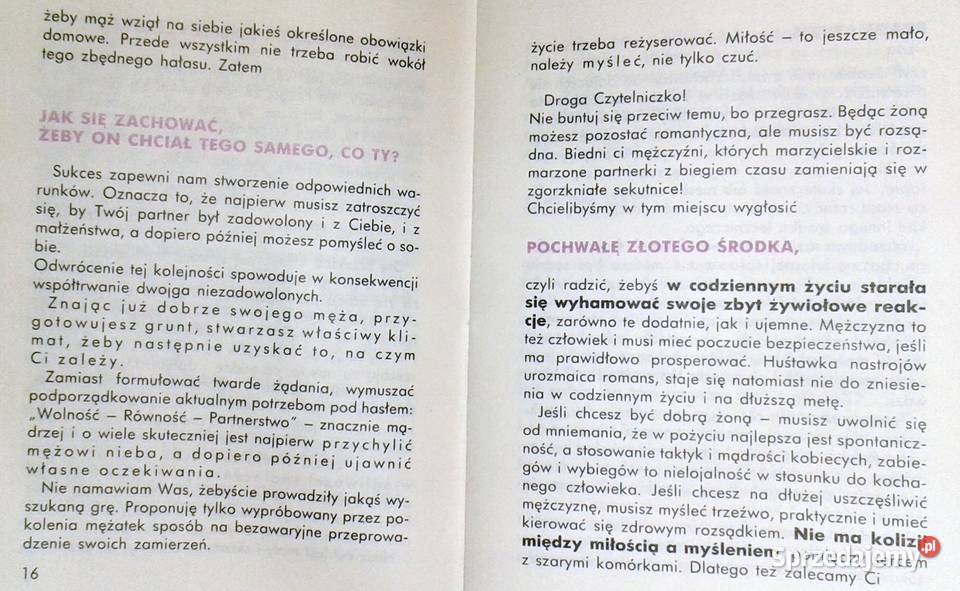 żeby mąż wziął na siebie jakieś określone obowiązki
domowe. Przede wszystkim nie trzeba robić wokół
tego zbędnego hałasu. Zatem
JAK SIĘ ZACHOWAĆ,
ŻEBY ON CHCIAŁ TEGO SAMEGO, CO TY?
Sukces zapewni nam stworzenie odpowiednich wa-
runków. Oznacza to, że najpierw musisz zatroszczyć
się, by Twój partner był zadowolony i z Ciebie, i z
małżeństwa, a dopiero później możesz pomyśleć o so-
bie.
Odwrócenie tej kolejności spowoduje w konsekwencji
współtrwanie dwojga niezadowolonych.
Znając już dobrze swojego męża, przy-
gotowujesz grunt, stwarzasz właściwy kli-
mat, żeby następnie uzyskać to, na czym
Ci zależy.
Zamiast formułować twarde żądania, wymuszać
podporządkowanie aktualnym potrzebom pod hasłem:
„Wolność – Równość – Partnerstwo” – znacznie mą-
drzej i o wiele skuteczniej jest najpierw przychylić
mężowi nieba, a dopiero później ujawnić
własne oczekiwania.
Nie namawiam Was, żebyście prowadziły jakąś wy-
szukaną grę. Proponuję tylko wypróbowany przez po-
kolenia mężatek sposób na bezawaryjne przeprowa-
dzenie swoich zamierzeń.
16
życie trzeba reżyserować. Miłość – to jeszcze mało,
należy myśleć, nie tylko czuć.
Droga Czytelniczko!
Nie buntuj się przeciw temu, bo przegrasz. Będąc żoną
możesz pozostać romantyczna, ale musisz być rozsą-
dna. Biedni ci mężczyźni, których marzycielskie i roz-
marzone partnerki z biegiem czasu zamieniają się w
zgorzkniałe sekutnice!
Chcielibyśmy w tym miejscu wygłosić
POCHWAŁĘ ZŁOTEGO ŚRODKA,
czyli radzić, żebyś w codziennym życiu starała
się wyhamować swoje zbyt żywiołowe reak-
cje, zarówno te dodatnie, jak i ujemne. Mężczyzna to
też człowiek i musi mieć poczucie bezpieczeństwa, jeśli
ma prawidłowo prosperować. Huśtawka nastrojów
urozmaica romans, staje się natomiast nie do zniesie-
nia w codziennym życiu i na dłuższą metę.
Jeśli chcesz być dobrą żoną – musisz uwolnić się
od mniemania, że w pożyciu najlepsza jest spontanicz-
ność, a stosowanie taktyk i mądrości kobiecych, zabie-
gów i wybiegów to nielojalność w stosunku do kocha-
nego człowieka. Jeśli chcesz na dłużej uszczęśliwić
mężczyznę, musisz myśleć trzeźwo, praktycznie i umieć
kierować się zdrowym rozsądkiem. Nie ma kolizji
między miłością a myśleniem
z szarymi komórkami. Dlatego też zalecamy Ci
Sprzedajemy.pl